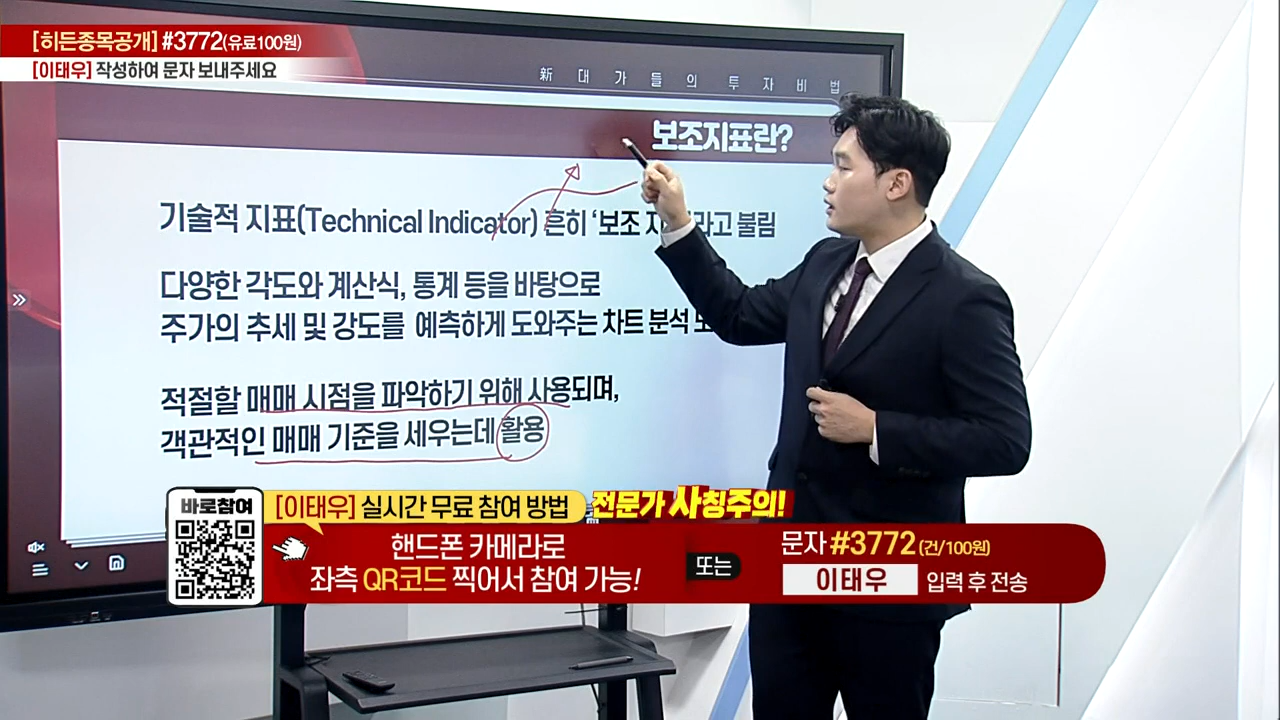 [히든종목공개] #3772(유료100원)
[이태우] 작성하여 문자 보내주세요
新 대 가 들 의 투 자 비 법
보조지표란?
기술적 지표(Technical Indicator) 흔히 ‘보조 라고 불림
다양한 각도와 계산식, 통계 등을 바탕으로
주가의 추세 및 강도를 예측하게 도와주는 차트 분석
적절할 매매 시점을 파악하기 위해 사용되며,
객관적인 매매 기준을 세우는데 활용
바로참여
[이태우] 실시간 무료 참여 방법
전문가 사칭주의!
핸드폰 카메라로
좌측 QR코드 찍어서 참여 가능!
또는
문자 #3772 (건/100원)
이태우 입력 후 전송